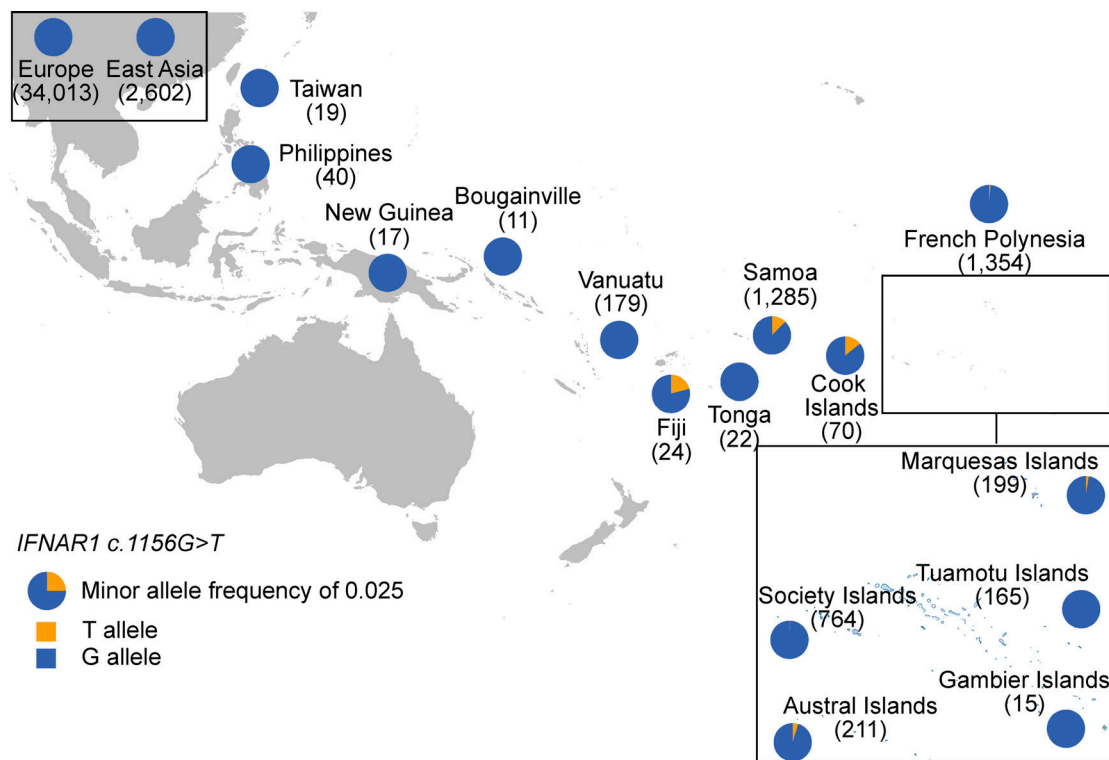 Europe
(34,013)
East Asia
(2,602)
Taiwan
(19)
Philippines
(40)
New Guinea
(17)
Bougainville
(11)
Vanuatu
(179)
Fiji
(24)
Tonga
(22)
Samoa
(1,285)
Cook
Islands
(70)
French Polynesia
(1,354)
Marquesas Islands
(199)
Tuamotu Islands
(165)
Society Islands
(764)
Gambier Islands
(15)
Austral Islands
(211)
IFNAR1 c.1156G>T
Minor allele frequency of 0.025
T allele
G allele